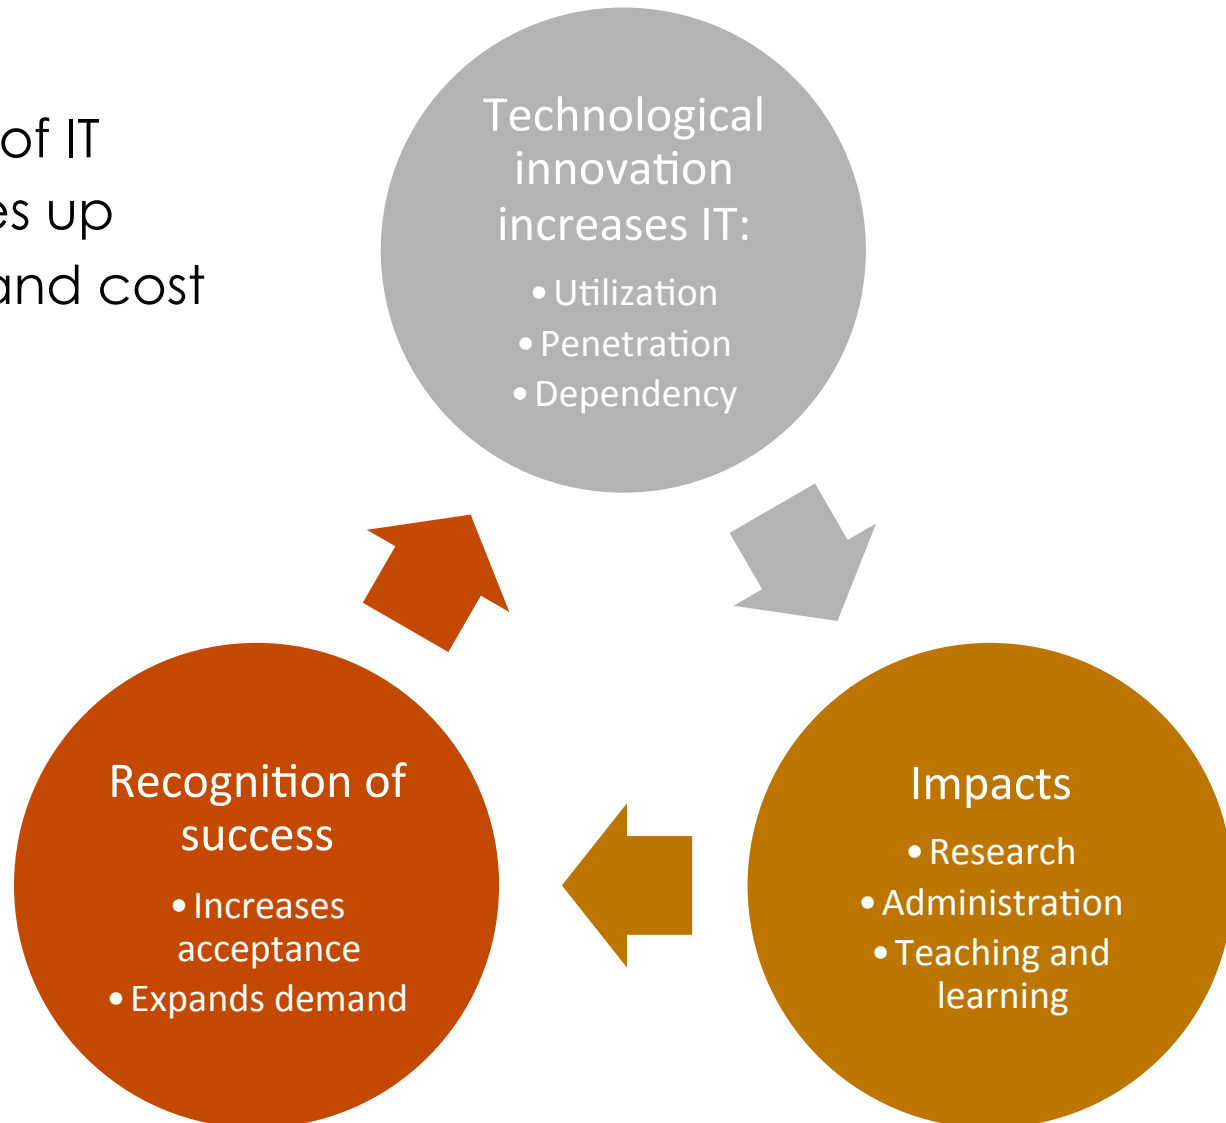 of IT
es up
and cost
Technological
innovation
increases IT:
• Utilization
• Penetration
• Dependency
Recognition of
success
• Increases
acceptance
• Expands demand
Impacts
• Research
• Administration
• Teaching and
learning